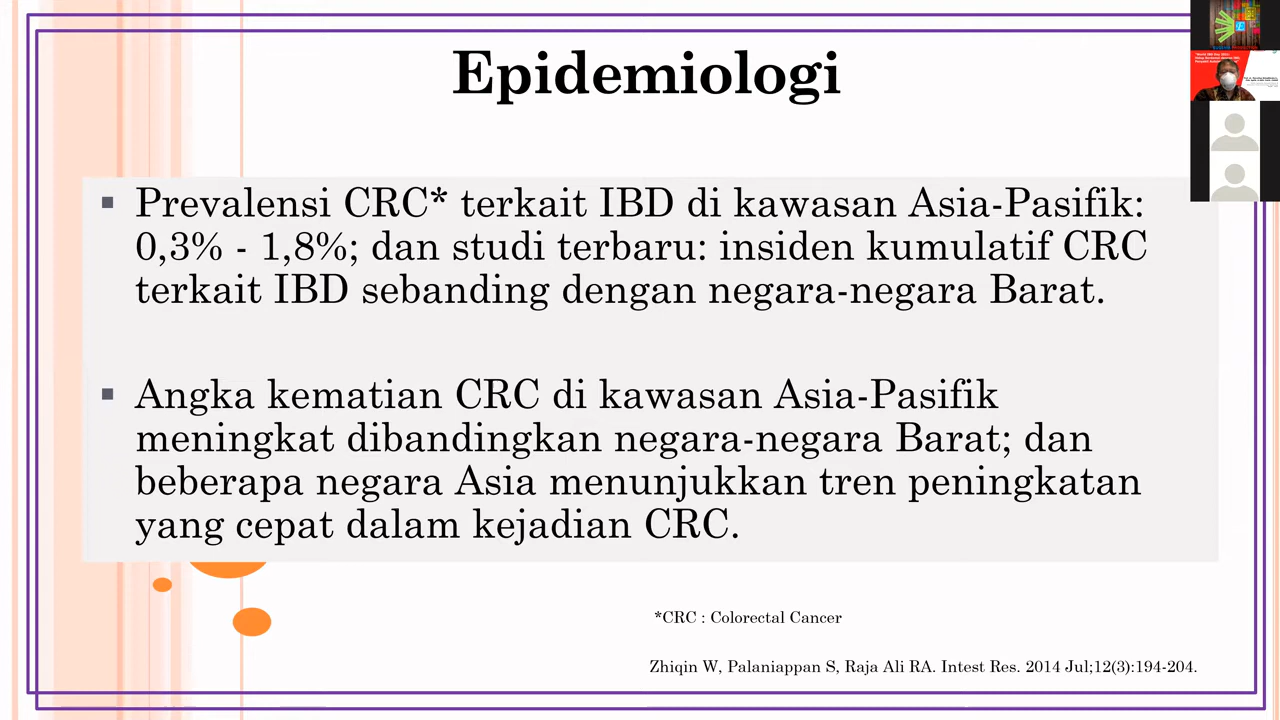 Epidemiologi
▪ Prevalensi CRC* terkait IBD di kawasan Asia-Pasifik:
0,3% - 1,8%; dan studi terbaru: insiden kumulatif CRC
terkait IBD sebanding dengan negara-negara Barat.
▪ Angka kematian CRC di kawasan Asia-Pasifik
meningkat dibandingkan negara-negara Barat; dan
beberapa negara Asia menunjukkan tren peningkatan
yang cepat dalam kejadian CRC.
*CRC : Colorectal Cancer
Zhiqin W, Palaniappan S, Raja Ali RA. Intest Res. 2014 Jul;12(3):194-204.